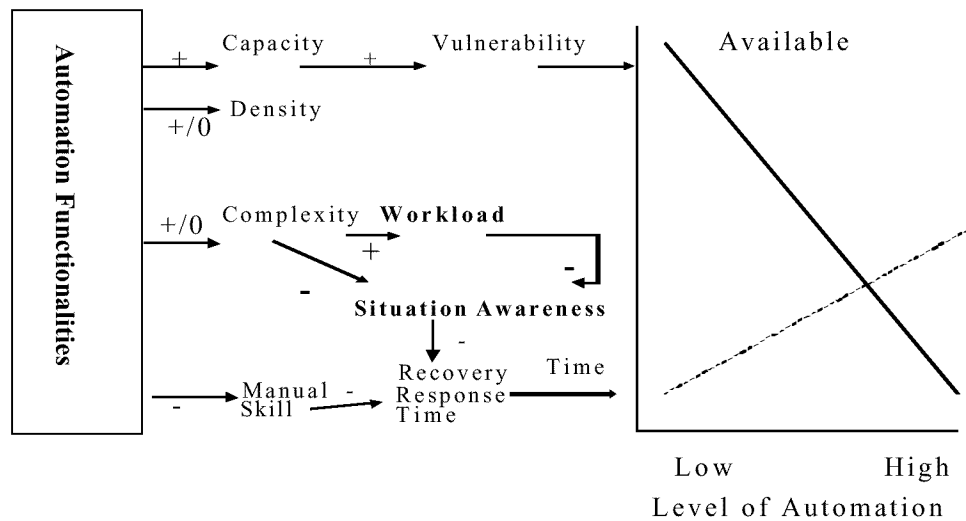 Automation Functionalities
+
Capacity
+
Vulnerability
Available
+/0
Density
+/0
Complexity
+
Workload
-
-
Situation Awareness
-
-
Manual
Skill
-
Recovery
Response
Time
Time
Low
High
Level of Automation